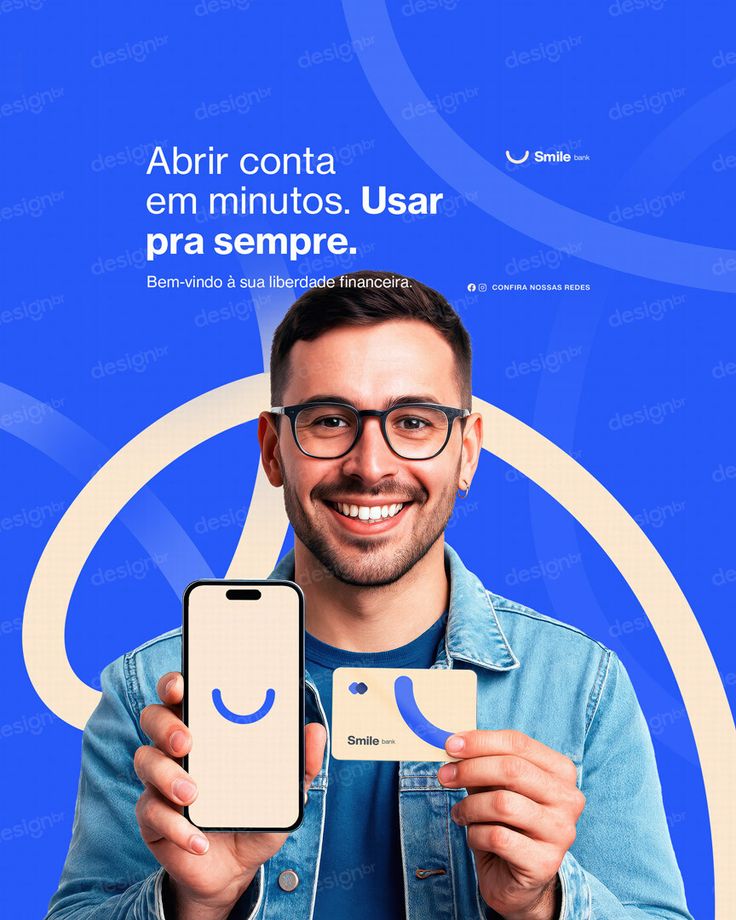 Abrir conta
em minutos. Usar
pra sempre.
Bem-vindo à sua liberdade financeira.
Smile bank
CONFIRA NOSSAS REDES
Smile bank
designbr